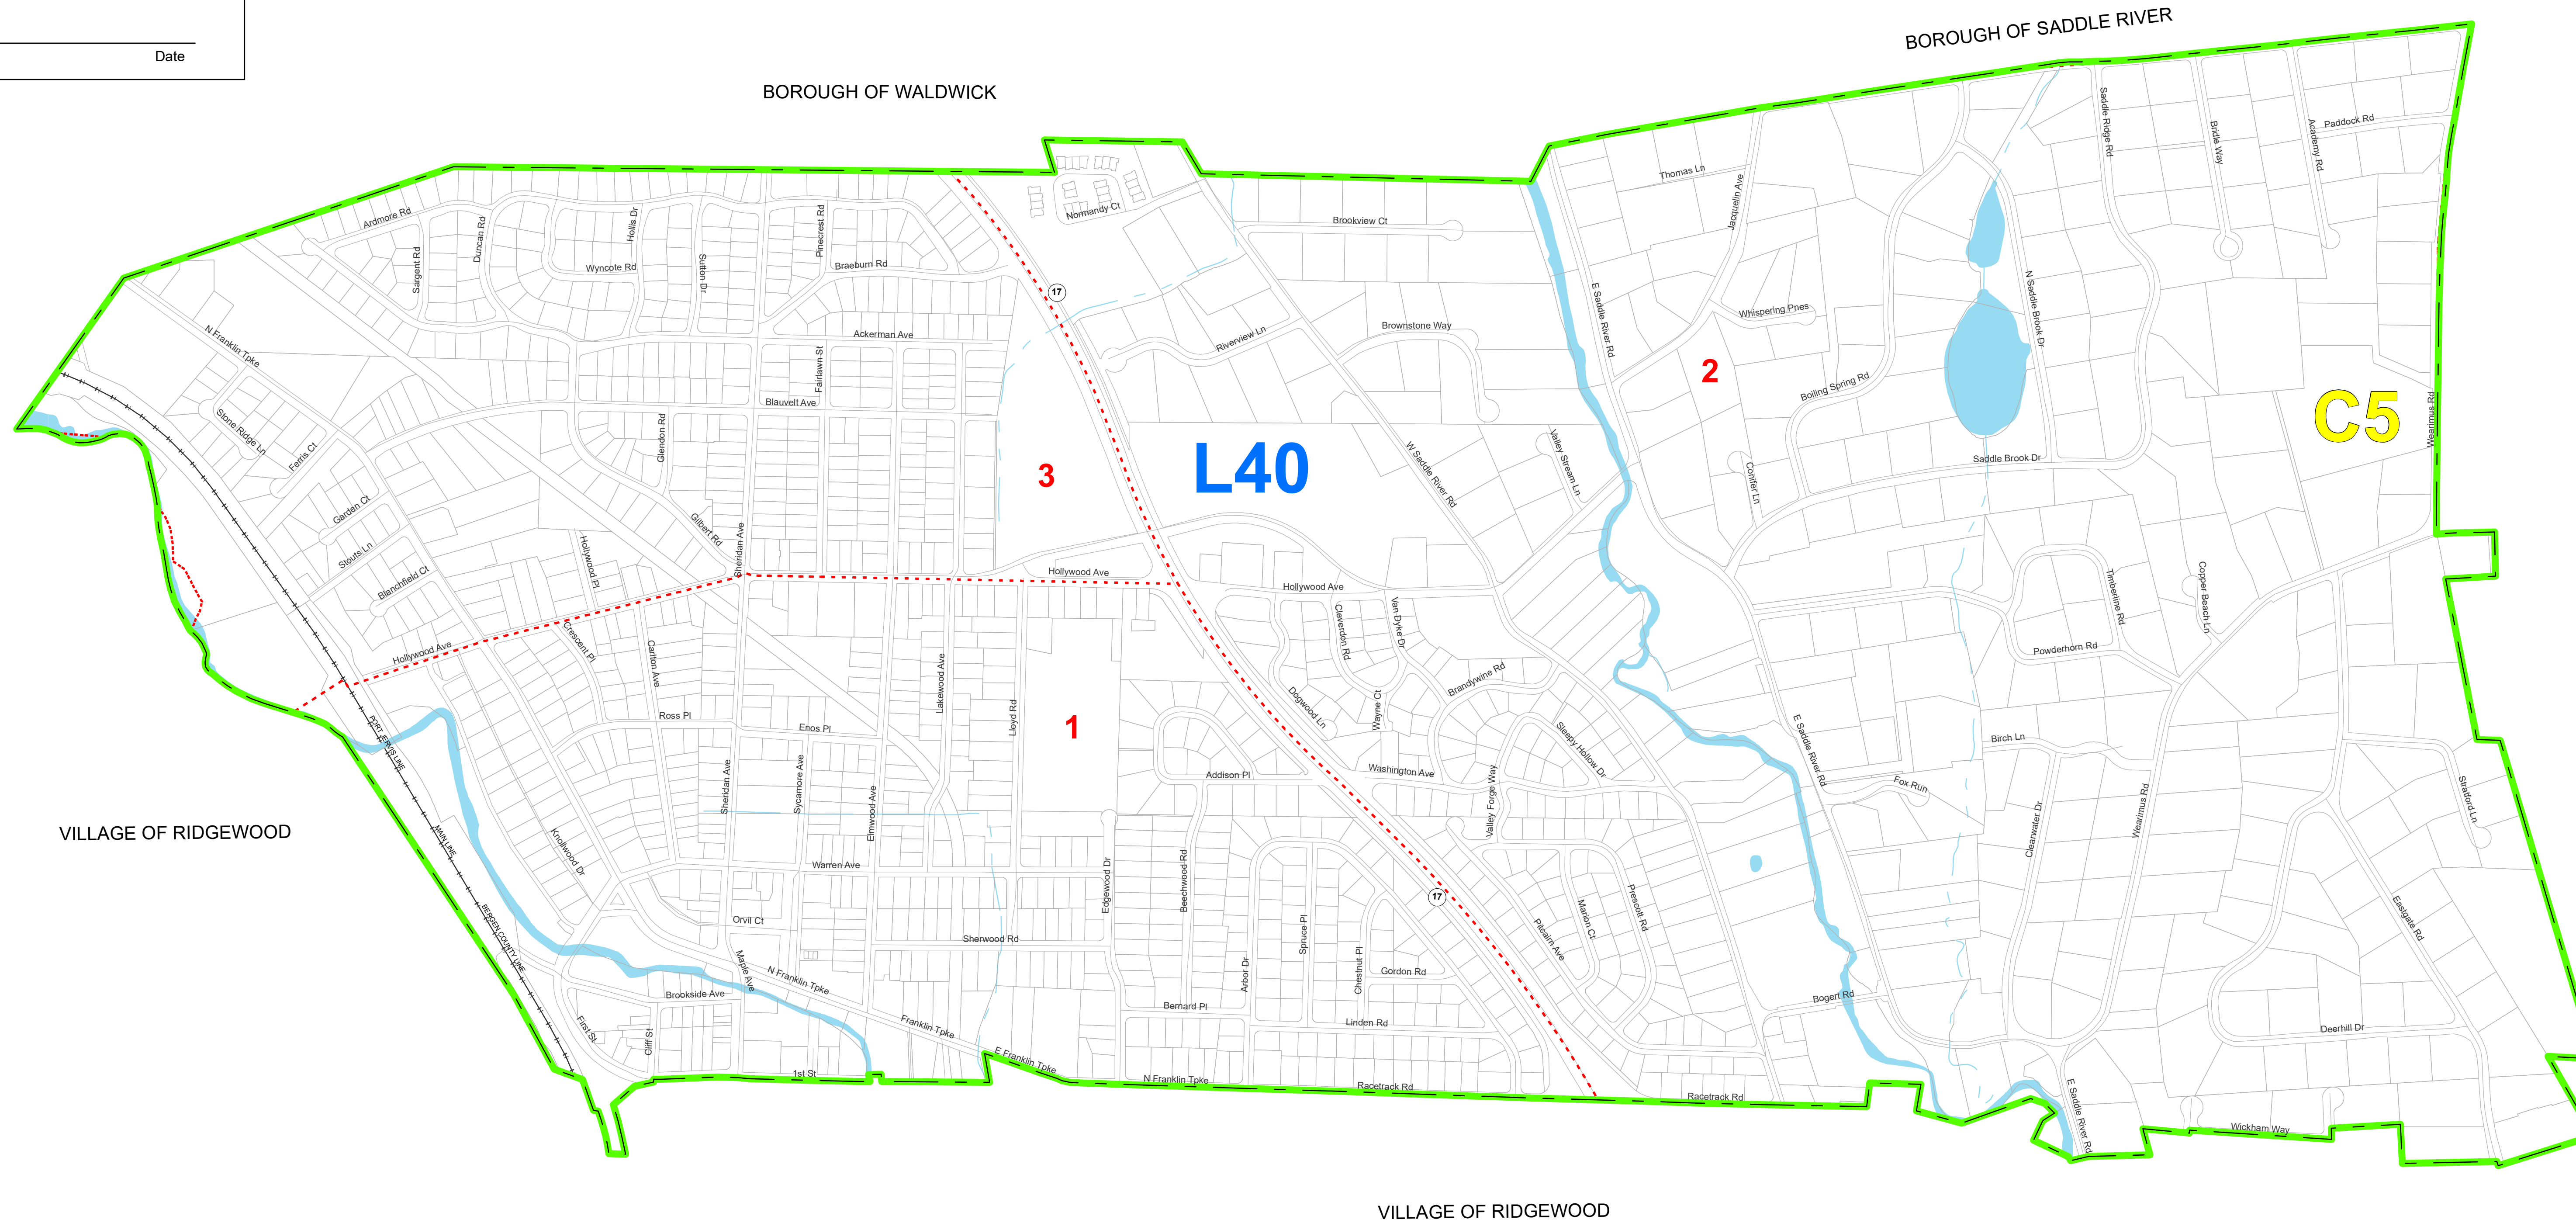 Date
BOROUGH OF SADDLE RIVER
BOROUGH OF WALDWICK
Saddle Ridge Rd
Bridle Way
Academy Rd
Paddock Rd
Thomas Ln
Jacquelin Ave
Normandy Ct
Brookview Ct
Ardmore Rd
Sargent Rd
Duncan Rd
Hollis Dr
Wyncote Rd
Sutton Dr
Pinecrest Rd
Braeburn Rd
17
E Saddle River Rd
Whispering Pnes
N Saddle Brook Dr
N Franklin Tpke
Ackerman Ave
Riverview Ln
Brownstone Way
2
Fairlawn St
Boiling Spring Rd
C5
Wearimus Rd
Blauvelt Ave
Stone Ridge Ln
Ferris Ct
Glendon Rd
3
L40
W Saddle River Rd
Valley Stream Ln
Conifer Ln
Saddle Brook Dr
Garden Ct
Gilbert Rd
Sheridan Ave
Stouts Ln
Hollywood Pl
Blanchfield Ct
Hollywood Ave
Hollywood Ave
Timberline Rd
Copper Beach Ln
Cleverdon Rd
Van Dyke Dr
Hollywood Ave
Crescent Pl
Carlton Ave
Lakewood Ave
Brandywine Rd
Powderhorn Rd
PORT JERVIS LINE
Ross Pl
Enos Pl
Lloyd Rd
1
Dogwood Ln
Wayne Ct
Sleepy Hollow Dr
E Saddle River Rd
Birch Ln
VILLAGE OF RIDGEWOOD
MAIN LINE
Sheridan Ave
Sycamore Ave
Elmwood Ave
Addison Pl
Washington Ave
Valley Forge Way
Fox Run
Clearwater Dr
Wearimus Rd
Stratford Ln
Knollwood Dr
Warren Ave
Edgewood Dr
Beechwood Rd
17
Prescott Rd
Marion Ct
Pitcairn Ave
Eastgate Rd
BERGEN COUNTY LINE
Orvil Ct
Sherwood Rd
Spruce Pl
Chestnut Pl
Arbor Dr
Gordon Rd
Maple Ave
N Franklin Tpke
Brookside Ave
Bernard Pl
Linden Rd
Bogert Rd
First St
Cliff St
Franklin Tpke
Deerhill Dr
E Franklin Tpke
1st St
N Franklin Tpke
Racetrack Rd
Racetrack Rd
E Saddle River Rd
Wickham Way
VILLAGE OF RIDGEWOOD